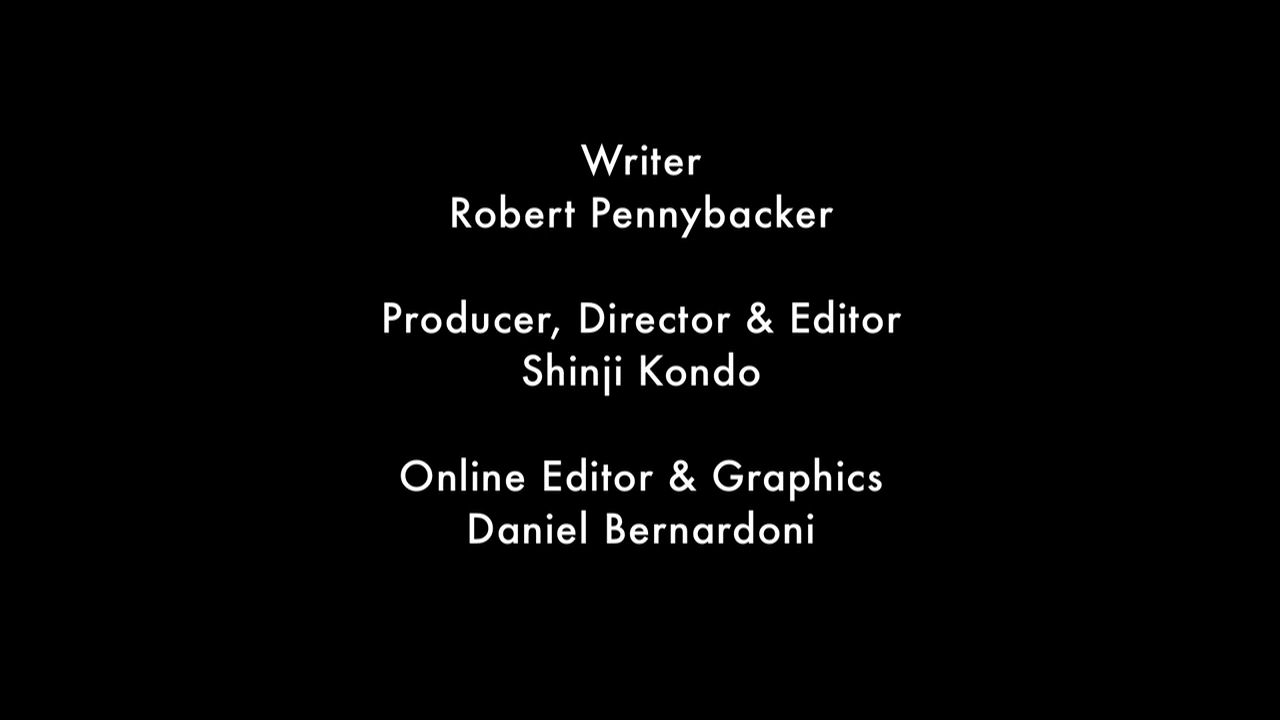 Writer
Robert Pennybacker
Producer, Director & Editor
Shinji Kondo
Online Editor & Graphics
Daniel Bernardoni